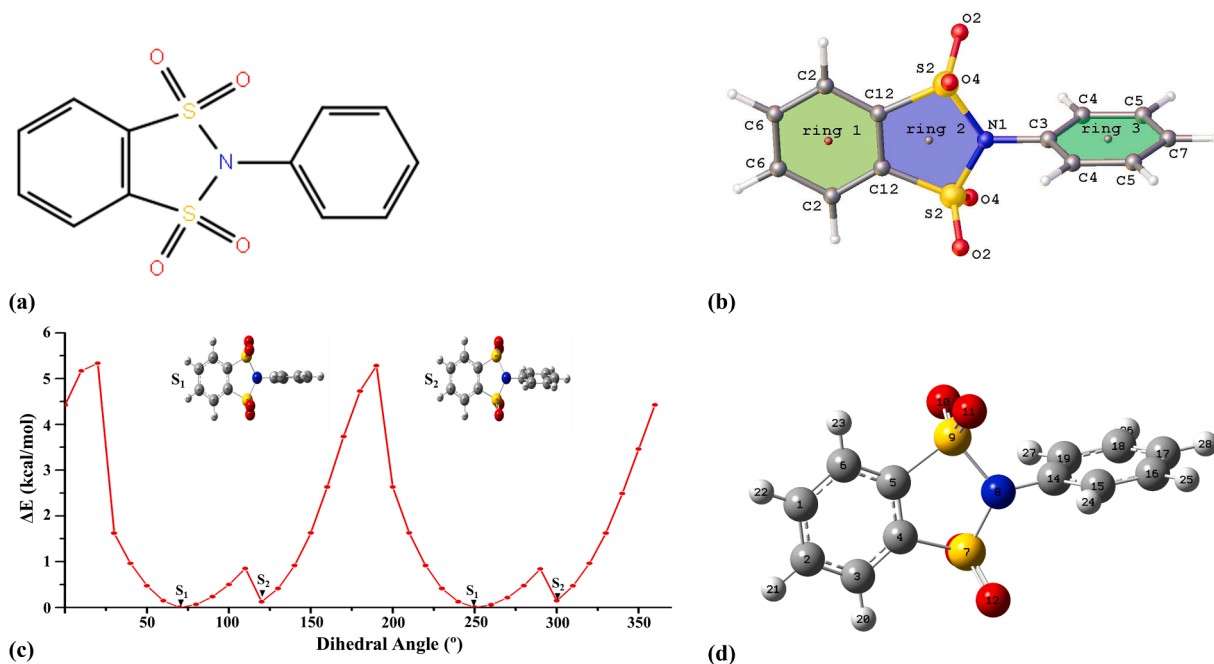 O
O
S
N
S
O
O
(a)
O2
S2
O4
C2
C12
C6
ring 1
ring 2
N1
C3
C4
C5
ring 3
C7
C6
C12
C4
C5
C2
S2
O4
O2
(b)
6
5
4
3
2
1
0
ΔE (kcal/mol)
S1
S2
S1
S2
S1
S2
50
100
150
200
250
300
350
Dihedral Angle (º)
(c)
10
11
23
9
26
27
19
18
17
28
6
14
16
22
5
8
15
25
1
24
4
2
7
3
21
12
20
(d)